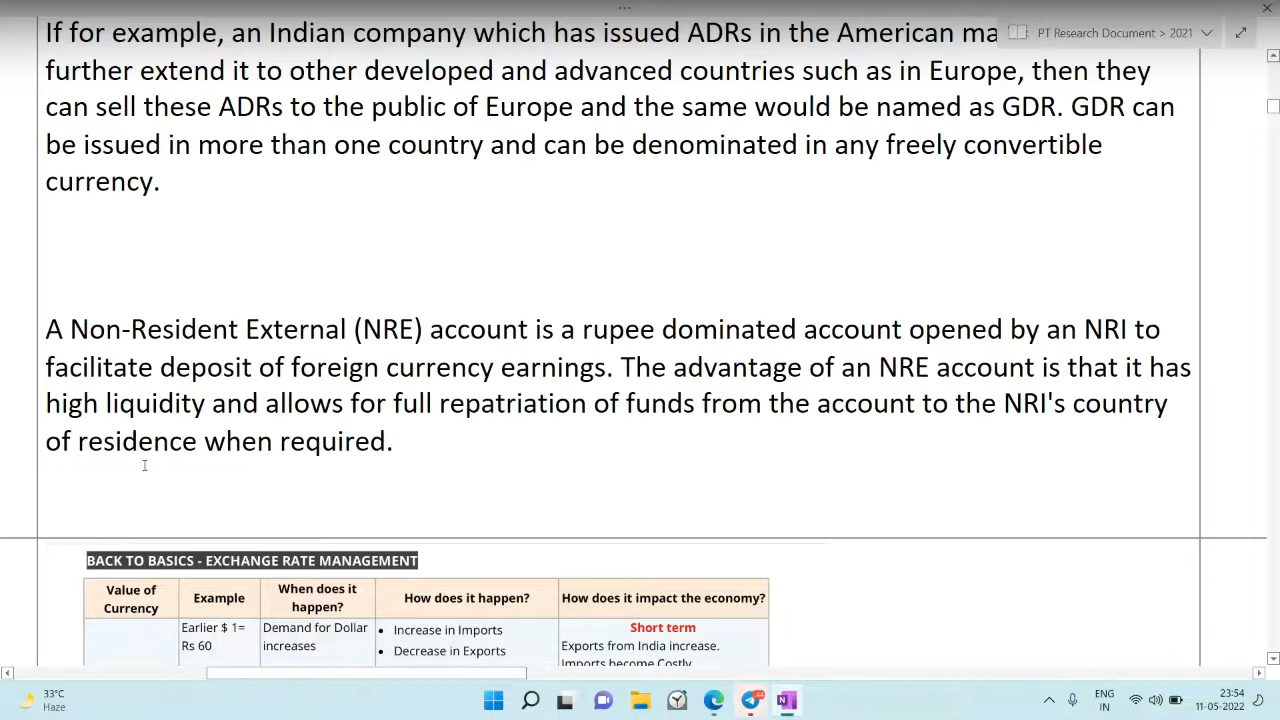 If for example, an Indian company which has issued ADRs in the American ma
PT Research Document > 2021
further extend it to other developed and advanced countries such as in Europe, then they
can sell these ADRs to the public of Europe and the same would be named as GDR. GDR can
be issued in more than one country and can be denominated in any freely convertible
currency.
A Non-Resident External (NRE) account is a rupee dominated account opened by an NRI to
facilitate deposit of foreign currency earnings. The advantage of an NRE account is that it has
high liquidity and allows for full repatriation of funds from the account to the NRI's country
of residence when required.
BACK TO BASICS - EXCHANGE RATE MANAGEMENT
Value of
Currency
Example
When does it
happen?
How does it happen?
How does it impact the economy?
Earlier $ 1=
Rs 60
Demand for Dollar
increases
• Increase in Imports
• Decrease in Exports
Short term
Exports from India increase.
Imports become Costly
33°C
Haze
44
ENG
IN
23:54
11-05-2022